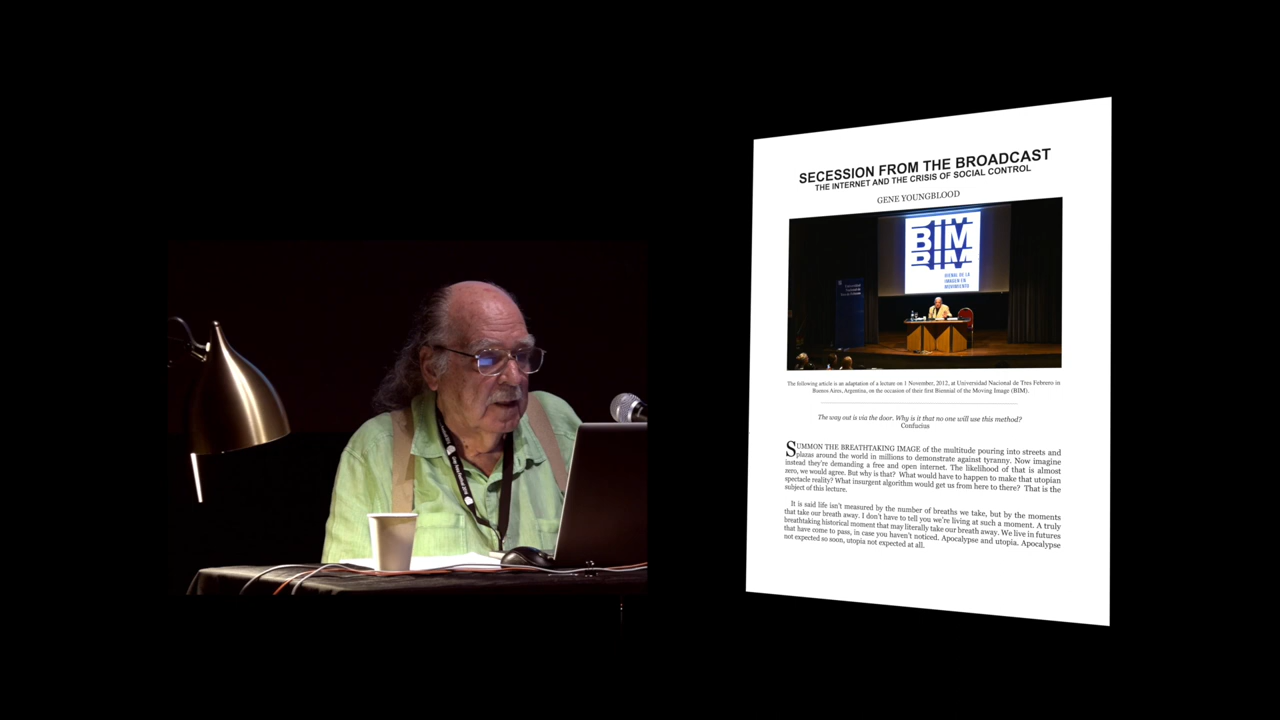 SECESSION FROM THE BROADCAST
THE INTERNET AND THE CRISIS OF SOCIAL CONTROL
GENE YOUNGBLOOD
BIM
BIM
BIENAL DE LA
IMAGEN EN
MOVIMIENTO
The following article is an adaptation of a lecture on 1 November, 2012, at Universidad Nacional de Tres Febrero in
Buenos Aires, Argentina, on the occasion of their first Biennial of the Moving Image (BIM).
The way out is via the door. Why is it that no one will use this method?
Confucius
SUMMON THE BREATHTAKING IMAGE of the multitude pouring into streets and
plazas around the world in millions to demonstrate against tyranny. Now imagine
instead they're demanding a free and open internet. The likelihood of that is almost
zero, we would agree. But why is that? What would have to happen to make that utopian
spectacle reality? What insurgent algorithm would get us from here to there? That is the
subject of this lecture.
It is said life isn't measured by the number of breaths we take, but by the moments
that take our breath away. I don't have to tell you we're living at such a moment. A truly
breathtaking historical moment that may literally take our breath away. We live in futures
that have come to pass, in case you haven't noticed. Apocalypse and utopia. Apocalypse
not expected so soon, utopia not expected at all.